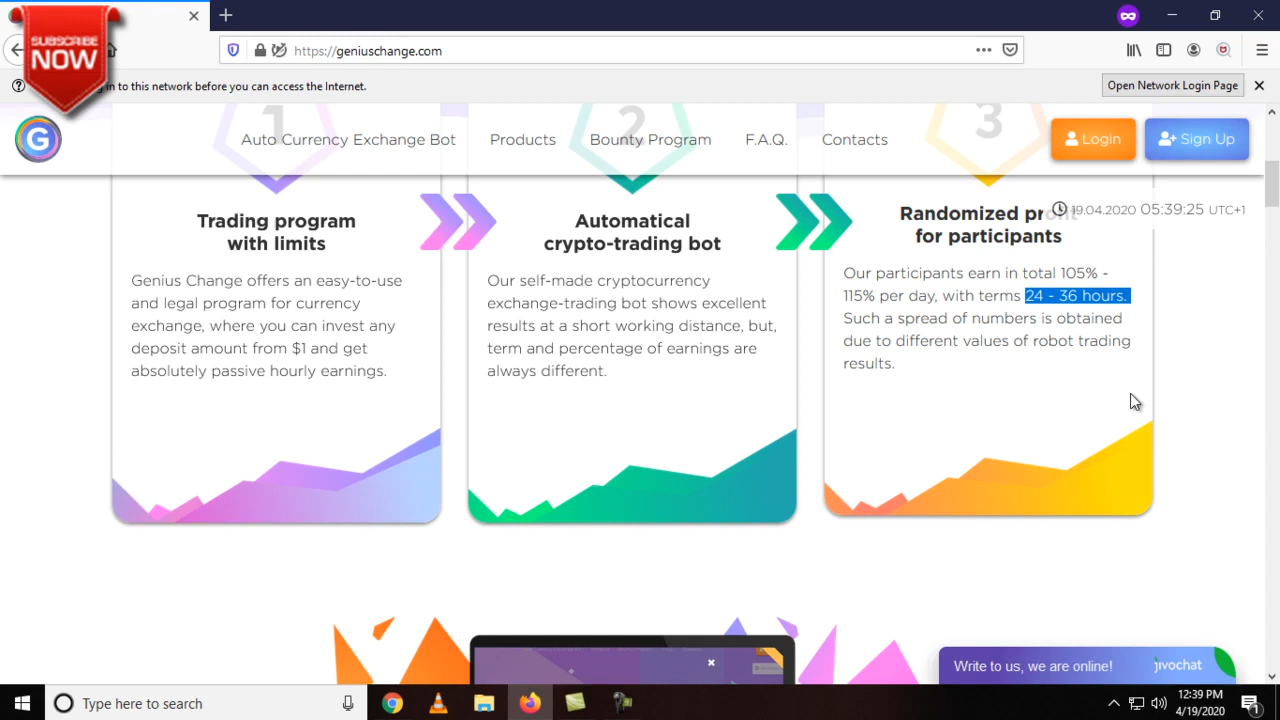 SUBSCRIBE
NOW
https://geniuschange.com
in to this network before you can access the Internet.
Open Network Login Page
1
2
3
G
Auto Currency Exchange Bot
Products
Bounty Program
F.A.Q.
Contacts
Login
Sign Up
19.04.2020 05:39:25 UTC+1
Trading program
with limits
Genius Change offers an easy-to-use
and legal program for currency
exchange, where you can invest any
deposit amount from $1 and get
absolutely passive hourly earnings.
Automatical
crypto-trading bot
Our self-made cryptocurrency
exchange-trading bot shows excellent
results at a short working distance, but,
term and percentage of earnings are
always different.
Randomized profit
for participants
Our participants earn in total 105% -
115% per day, with terms 24 - 36 hours.
Such a spread of numbers is obtained
due to different values of robot trading
results.
Write to us, we are online!
jivochat
Type here to search
12:39 PM
4/19/2020
1